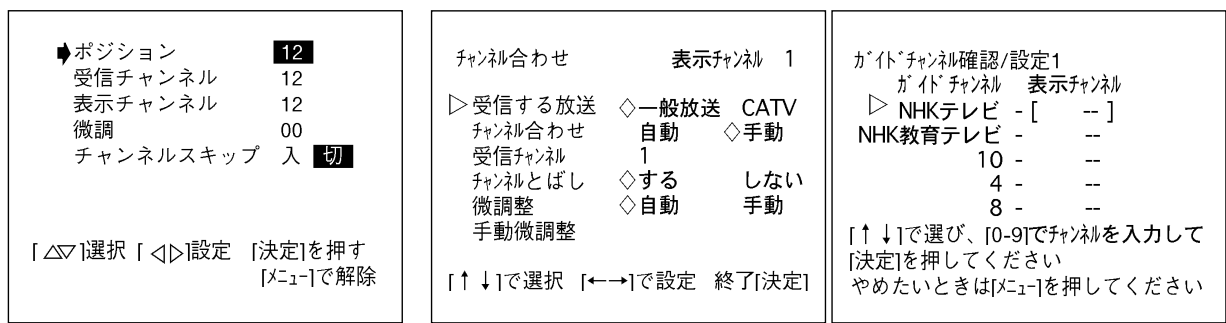 ポジション 12
受信チャンネル 12
表示チャンネル 12
微調 00
チャンネルスキップ 入 切
[△▽]選択 [◁▷]設定 [決定]を押す
[ﾒﾆｭｰ]で解除
ﾁｬﾝﾈﾙ合わせ 表示ﾁｬﾝﾈﾙ 1
▷受信する放送 ◇一般放送 CATV
ﾁｬﾝﾈﾙ合わせ 自動 ◇手動
受信ﾁｬﾝﾈﾙ 1
ﾁｬﾝﾈﾙとばし ◇する しない
微調整 ◇自動 手動
手動微調整
[↑↓]で選択 [←→]で設定 終了[決定]
ｶﾞｲﾄﾞﾁｬﾝﾈﾙ確認/設定1
ｶﾞｲﾄﾞﾁｬﾝﾈﾙ 表示ﾁｬﾝﾈﾙ
▷ NHKテレビ - [ -- ]
NHK教育テレビ - --
10 - --
4 - --
8 - --
[↑↓]で選び、[0-9]でﾁｬﾝﾈﾙを入力して
[決定]を押してください
やめたいときは[ﾒﾆｭｰ]を押してください